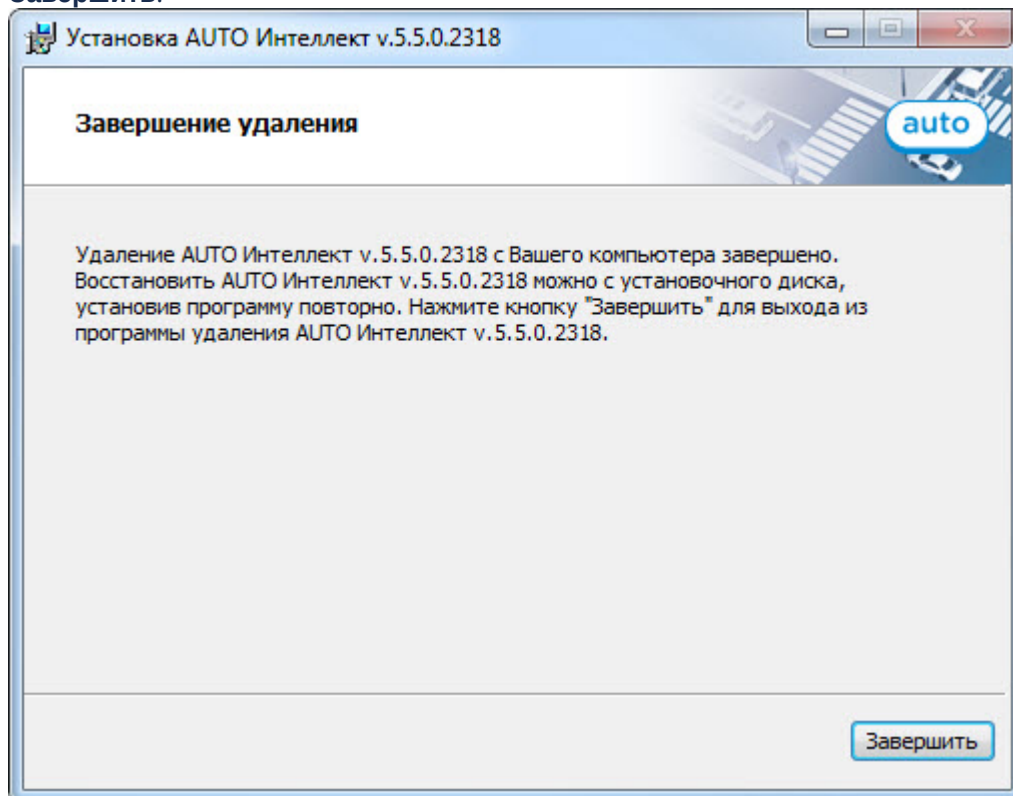 Завершить.
Установка AUTO Интеллект v.5.5.0.2318
Завершение удаления
auto
Удаление AUTO Интеллект v.5.5.0.2318 с Вашего компьютера завершено.
Восстановить AUTO Интеллект v.5.5.0.2318 можно с установочного диска,
установив программу повторно. Нажмите кнопку "Завершить" для выхода из
программы удаления AUTO Интеллект v.5.5.0.2318.
Завершить